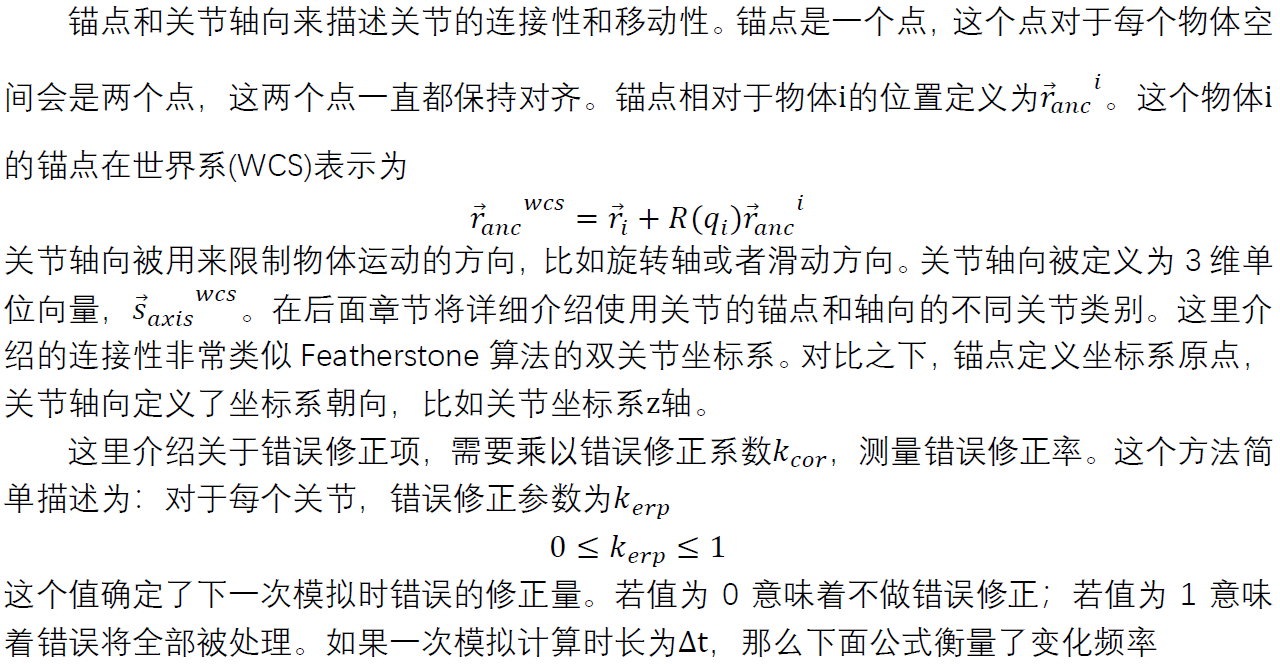 锚点和关节轴向来描述关节的连接性和移动性。锚点是一个点，这个点对于每个物体空
间会是两个点，这两个点一直都保持对齐。锚点相对于物体i的位置定义为$\vec{r}_{anc}{}^{i}$。这个物体i
的锚点在世界系(WCS)表示为
$\vec{r}_{anc}{}^{wcs} = \vec{r}_i + R(q_i)\vec{r}_{anc}{}^{i}$
关节轴向被用来限制物体运动的方向，比如旋转轴或者滑动方向。关节轴向被定义为 3 维单
位向量，$\vec{s}_{axis}{}^{wcs}$。在后面章节将详细介绍使用关节的锚点和轴向的不同关节类别。这里介
绍的连接性非常类似 Featherstone 算法的双关节坐标系。对比之下，锚点定义坐标系原点，
关节轴向定义了坐标系朝向，比如关节坐标系z轴。
这里介绍关于错误修正项，需要乘以错误修正系数$k_{cor}$，测量错误修正率。这个方法简
单描述为：对于每个关节，错误修正参数为$k_{erp}$
$0 \leq k_{erp} \leq 1$
这个值确定了下一次模拟时错误的修正量。若值为 0 意味着不做错误修正；若值为 1 意味
着错误将全部被处理。如果一次模拟计算时长为Δt，那么下面公式衡量了变化频率